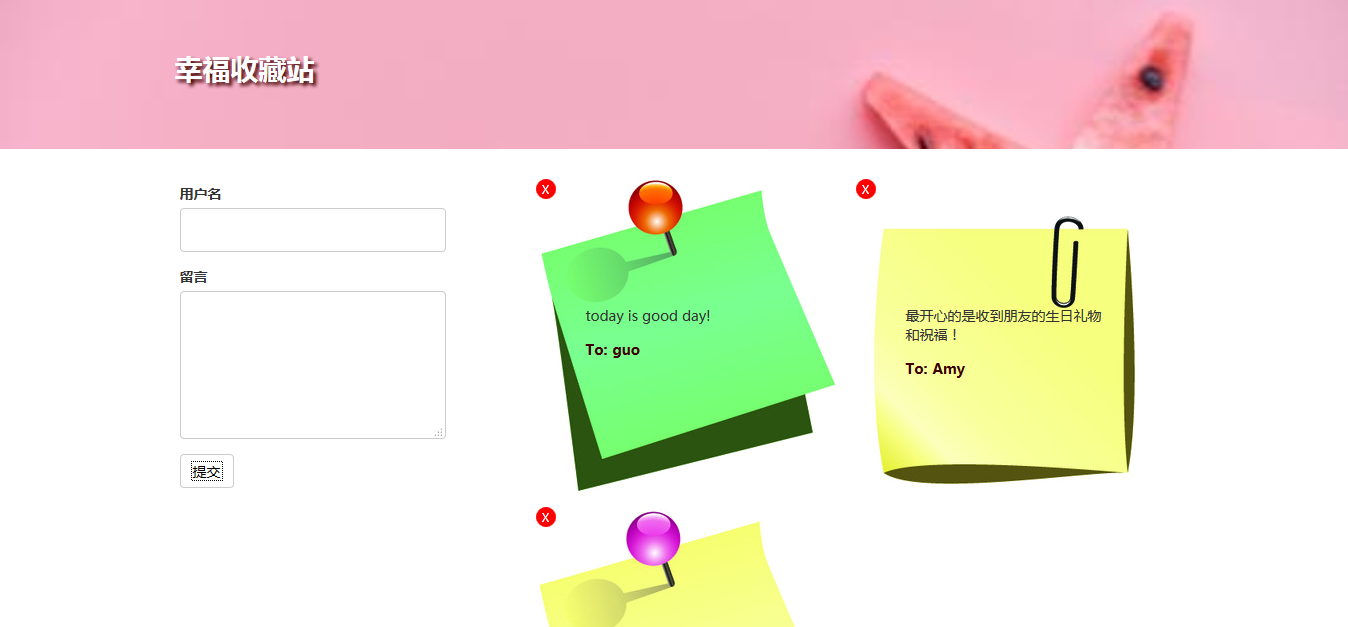 幸福收藏站
用户名
留言
提交
X
today is good day!
To: guo
X
最开心的是收到朋友的生日礼物
和祝福！
To: Amy
X